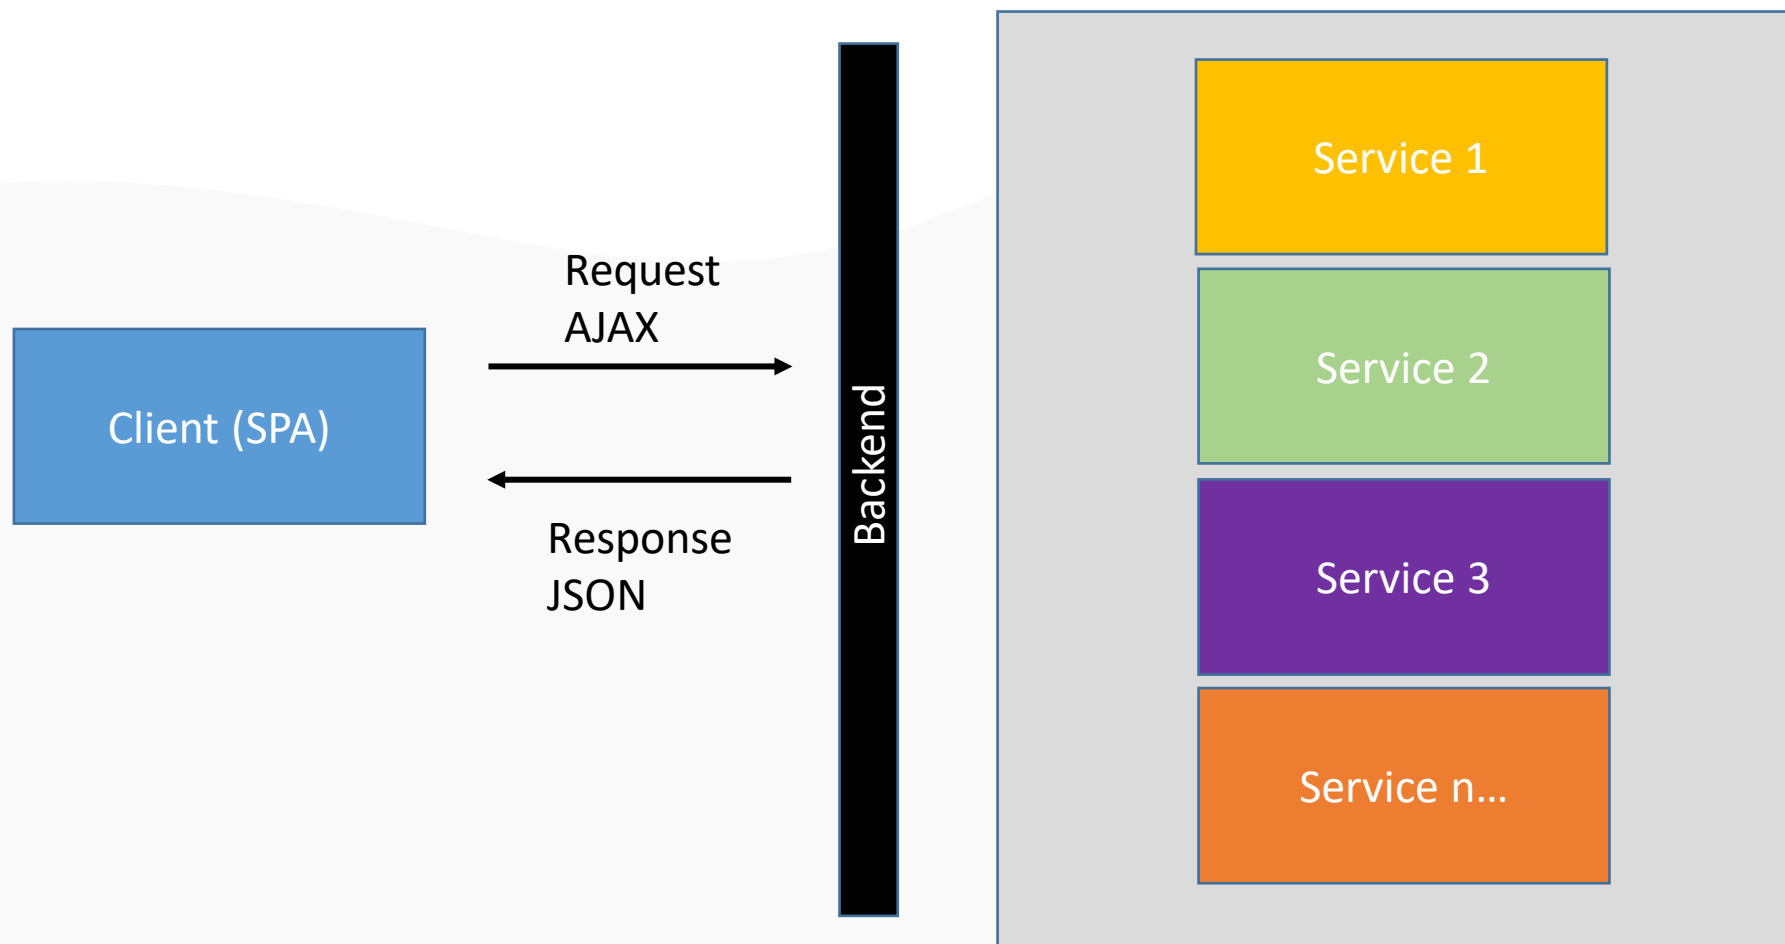 Client (SPA)
Request
AJAX
Response
JSON
Backend
Service 1
Service 2
Service 3
Service n…